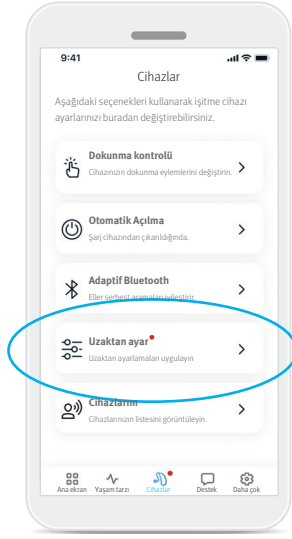 9:41
Cihazlar
Aşağıdaki seçenekleri kullanarak işitme cihazı
ayarlarınızı buradan değiştirebilirsiniz.
Dokunma kontrolü
Cihazınızın dokunma eylemlerini değiştirin.
Otomatik Açılma
Şarj cihazından çıkarıldığında.
Adaptif Bluetooth
Eller serbest aramaları iyileştirir
Uzaktan ayar
Uzaktan ayarlamaları uygulayın
Cihazlarım
Cihazlarınızın listesini görüntüleyin.
Ana ekran Yaşam tarzı Cihazlar Destek Daha çok